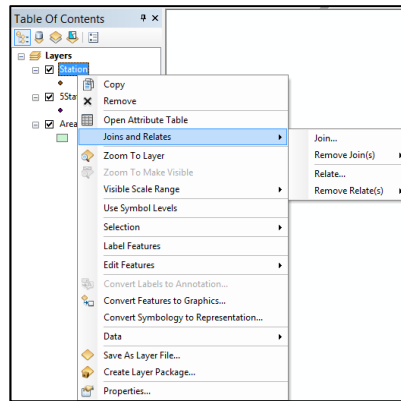 Table Of Contents
Layers
Station
5Stat
Area
Copy
Remove
Open Attribute Table
Joins and Relates
Zoom To Layer
Zoom To Make Visible
Visible Scale Range
Use Symbol Levels
Selection
Label Features
Edit Features
Convert Labels to Annotation...
Convert Features to Graphics...
Convert Symbology to Representation...
Data
Save As Layer File...
Create Layer Package...
Properties...
Join...
Remove Join(s)
Relate...
Remove Relate(s)